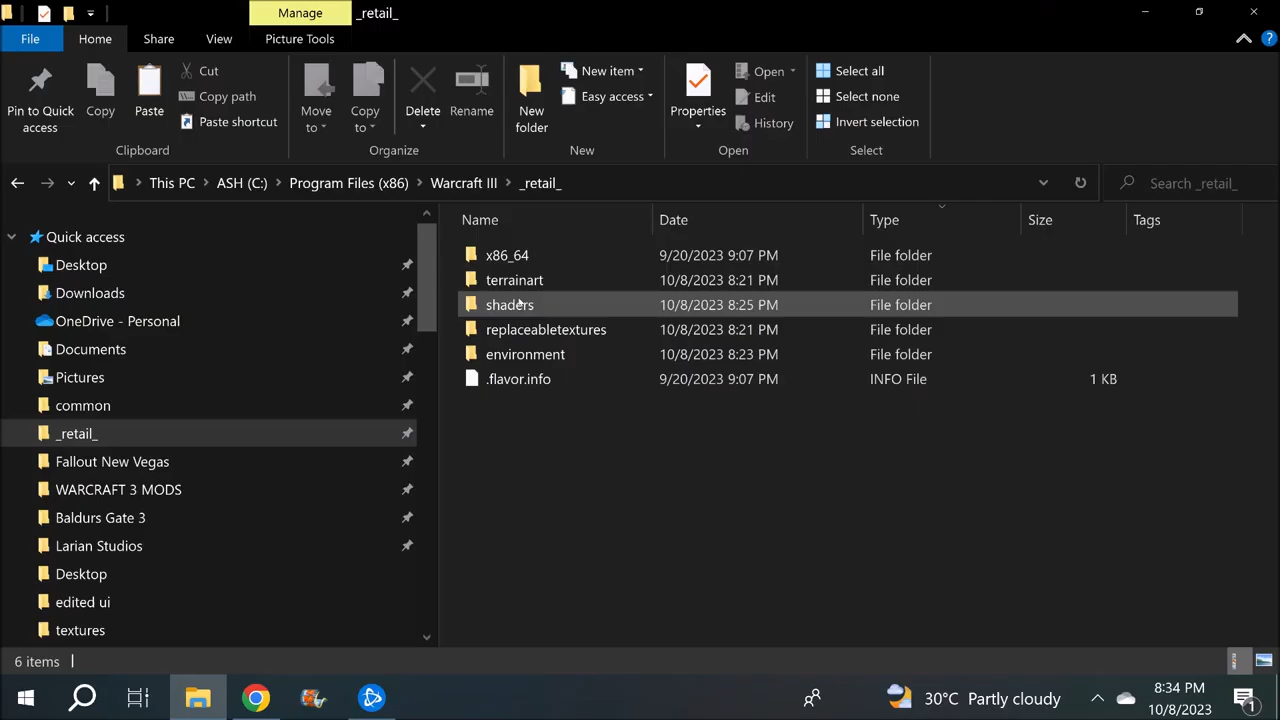 Manage
_retail_
File
Home
Share
View
Picture Tools
Pin to Quick access
Copy
Paste
Cut
Copy path
Paste shortcut
Clipboard
Move to
Copy to
Delete
Rename
Organize
New folder
New item
Easy access
New
Properties
Open
Edit
History
Open
Select all
Select none
Invert selection
Select
This PC > ASH (C:) > Program Files (x86) > Warcraft III > _retail_
Search _retail_
Quick access
Desktop
Downloads
OneDrive - Personal
Documents
Pictures
common
_retail_
Fallout New Vegas
WARCRAFT 3 MODS
Baldurs Gate 3
Larian Studios
Desktop
edited ui
textures
Name Date Type Size Tags
x86_64 9/20/2023 9:07 PM File folder
terrainart 10/8/2023 8:21 PM File folder
shaders 10/8/2023 8:25 PM File folder
replaceabletextures 10/8/2023 8:21 PM File folder
environment 10/8/2023 8:23 PM File folder
.flavor.info 9/20/2023 9:07 PM INFO File 1 KB
6 items
30°C Partly cloudy
8:34 PM
10/8/2023
1